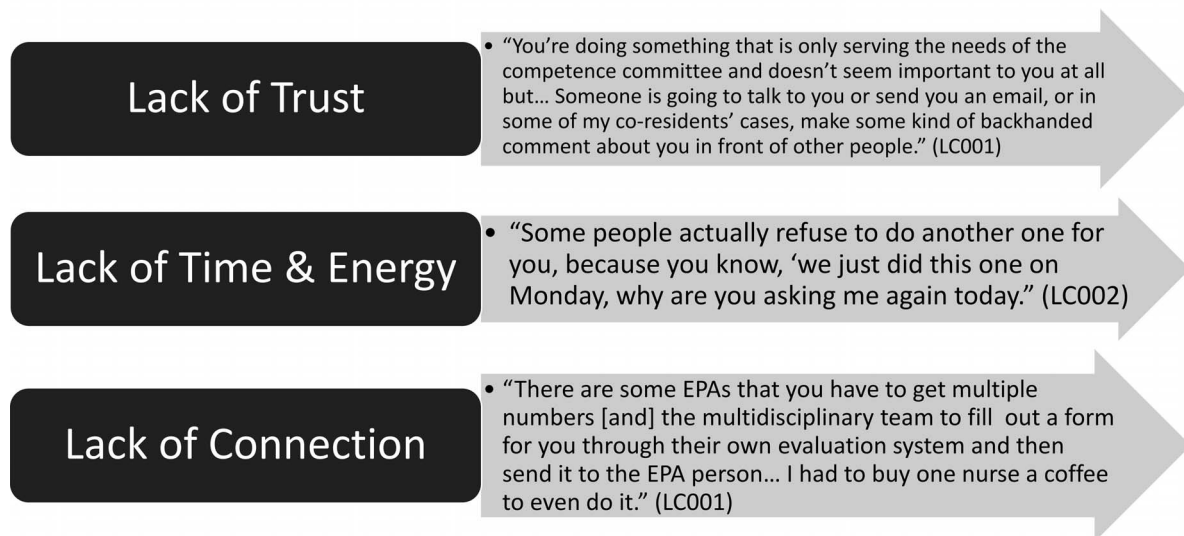 Lack of Trust
• “You’re doing something that is only serving the needs of the
competence committee and doesn’t seem important to you at all
but… Someone is going to talk to you or send you an email, or in
some of my co-residents’ cases, make some kind of backhanded
comment about you in front of other people.” (LC001)
Lack of Time & Energy
• “Some people actually refuse to do another one for
you, because you know, ‘we just did this one on
Monday, why are you asking me again today.” (LC002)
Lack of Connection
• “There are some EPAs that you have to get multiple
numbers [and] the multidisciplinary team to fill out a form
for you through their own evaluation system and then
send it to the EPA person… I had to buy one nurse a coffee
to even do it.” (LC001)